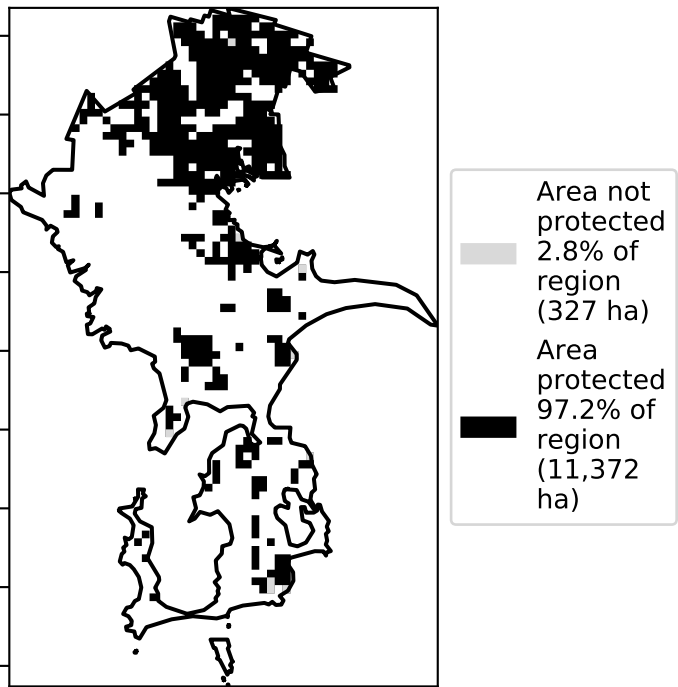 Area not
protected
2.8% of
region
(327 ha)
Area
protected
97.2% of
region
(11,372
ha)